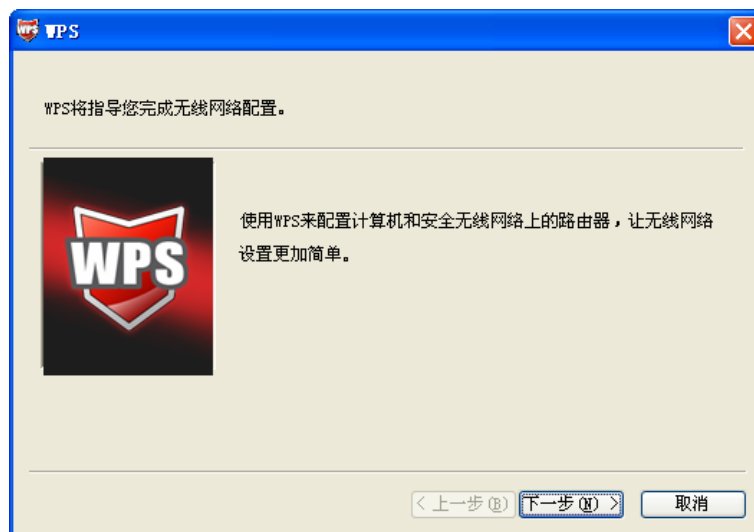 WPS
WPS将指导您完成无线网络配置。
WPS
使用WPS来配置计算机和安全无线网络上的路由器，让无线网络
设置更加简单。
< 上一步(B) 下一步(N) > 取消